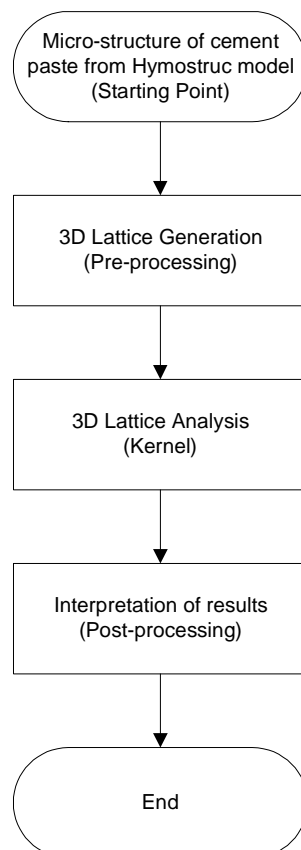 Micro-structure of cement
paste from Hymostruc model
(Starting Point)
3D Lattice Generation
(Pre-processing)
3D Lattice Analysis
(Kernel)
Interpretation of results
(Post-processing)
End